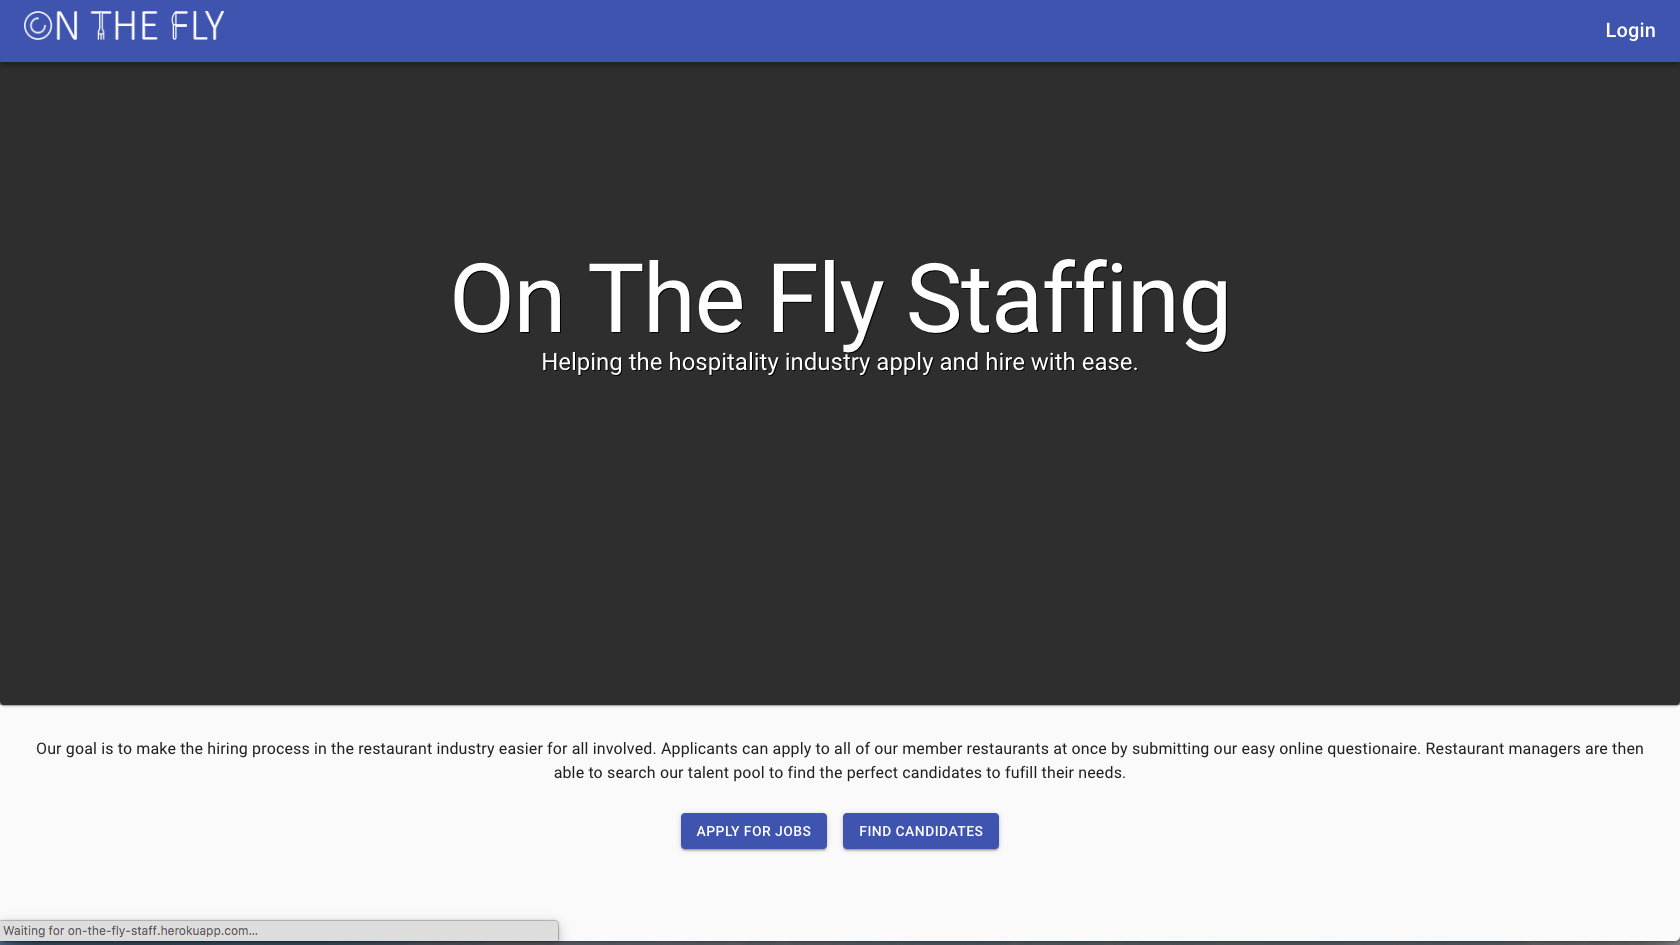 ON THE FLY
Login
On The Fly Staffing
Helping the hospitality industry apply and hire with ease.
Our goal is to make the hiring process in the restaurant industry easier for all involved. Applicants can apply to all of our member restaurants at once by submitting our easy online questionaire. Restaurant managers are then
able to search our talent pool to find the perfect candidates to fufill their needs.
APPLY FOR JOBS
FIND CANDIDATES
Waiting for on-the-fly-staff.herokuapp.com...